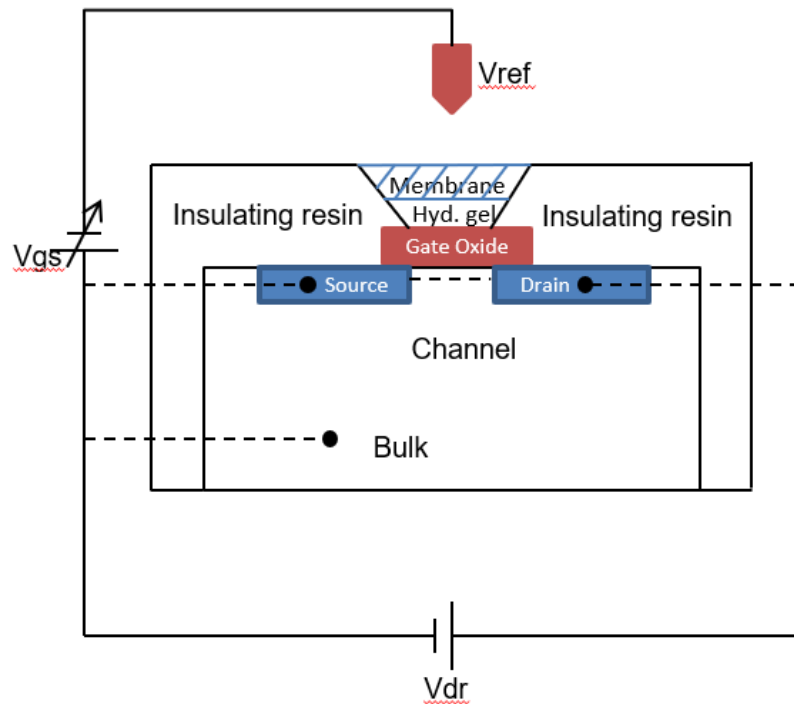 Vref
Membrane
Insulating resin
Hyd. gel
Insulating resin
Gate Oxide
Vgs
Source
Drain
Channel
Bulk
Vdr